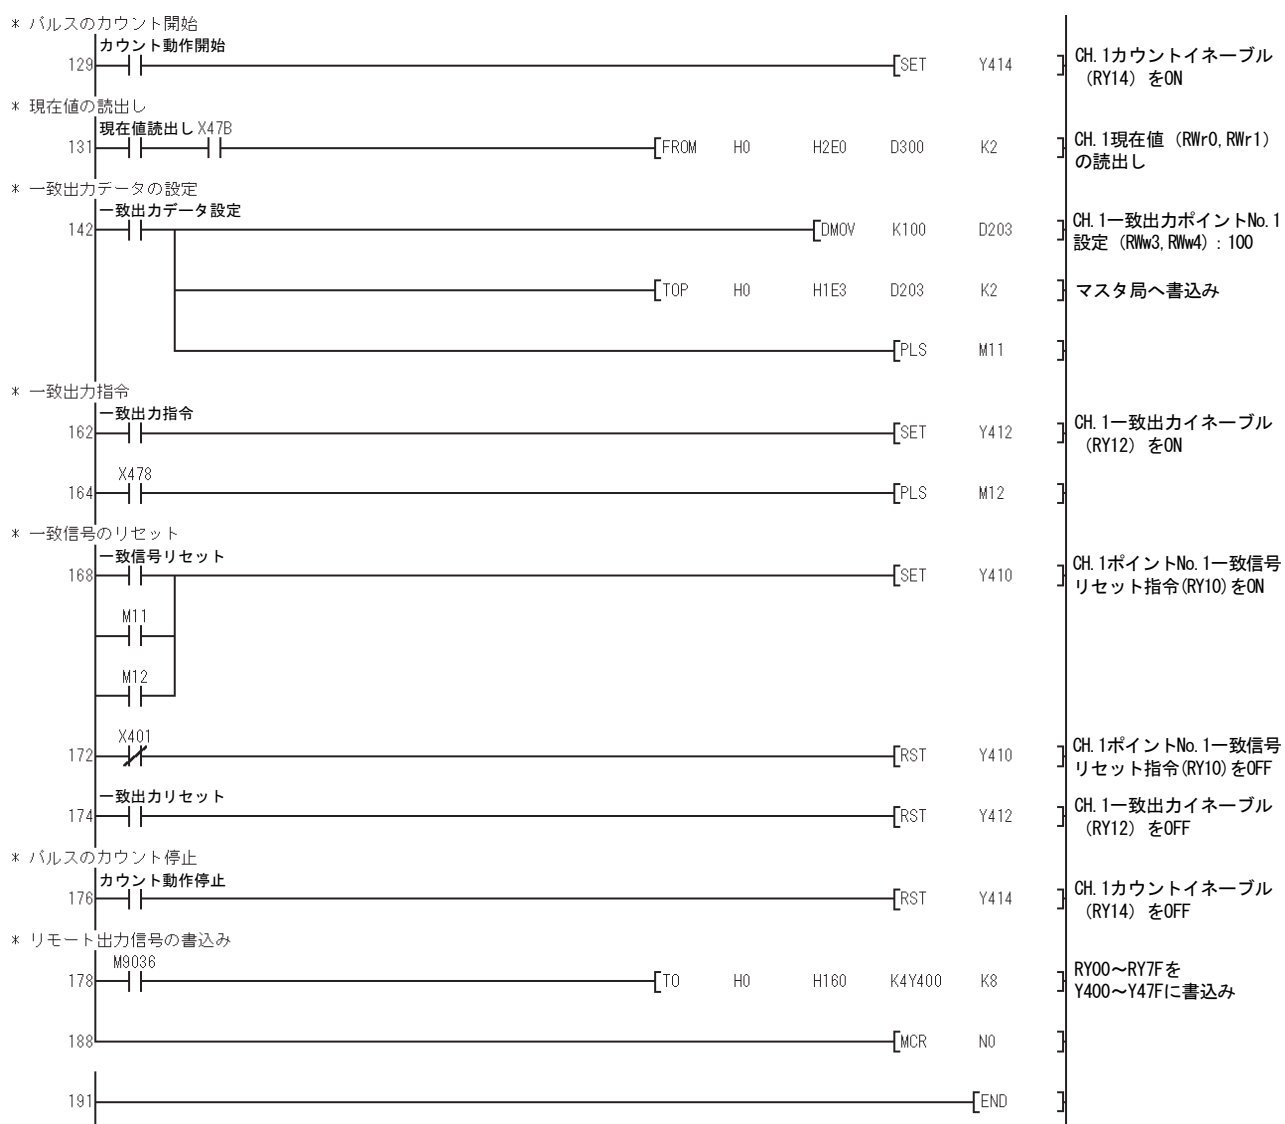 * パルスのカウント開始
カウント動作開始
129 SET Y414 CH.1カウントイネーブル
(RY14) をON
* 現在値の読出し
現在値読出し X47B
131 FROM H0 H2E0 D300 K2 CH.1現在値 (RWr0,RWr1)
の読出し
* 一致出力データの設定
一致出力データ設定
142 DMOV K100 D203 CH.1一致出力ポイントNo.1
設定 (RWw3,RWw4) : 100
TOP H0 H1E3 D203 K2 マスタ局へ書込み
PLS M11
* 一致出力指令
一致出力指令
162 SET Y412 CH.1一致出力イネーブル
(RY12) をON
X478
164 PLS M12
* 一致信号のリセット
一致信号リセット
168 SET Y410 CH.1ポイントNo.1一致信号
リセット指令(RY10)をON
M11
M12
X401
172 RST Y410 CH.1ポイントNo.1一致信号
リセット指令(RY10)をOFF
一致出力リセット
174 RST Y412 CH.1一致出力イネーブル
(RY12) をOFF
* パルスのカウント停止
カウント動作停止
176 RST Y414 CH.1カウントイネーブル
(RY14) をOFF
* リモート出力信号の書込み
M9036
178 TO H0 H160 K4Y400 K8 RY00～RY7Fを
Y400～Y47Fに書込み
188 MCR N0
191 END